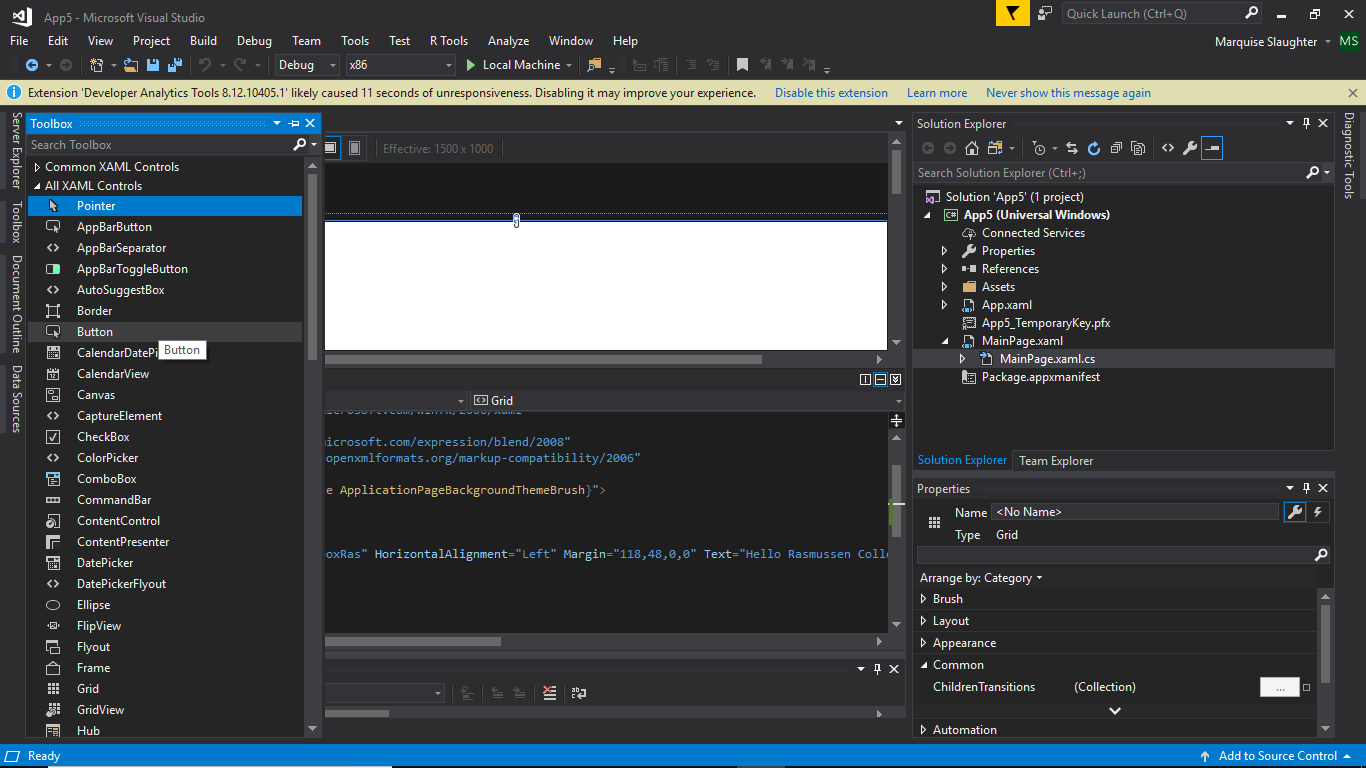 App5 - Microsoft Visual Studio
Quick Launch (Ctrl+Q)
File Edit View Project Build Debug Team Tools Test R Tools Analyze Window Help
Marquise Slaughter MS
Debug x86 Local Machine
Extension 'Developer Analytics Tools 8.12.10405.1' likely caused 11 seconds of unresponsiveness. Disabling it may improve your experience. Disable this extension Learn more Never show this message again
Server Explorer
Toolbox
Document Outline
Data Sources
Toolbox
Search Toolbox
Common XAML Controls
All XAML Controls
Pointer
AppBarButton
AppBarSeparator
AppBarToggleButton
AutoSuggestBox
Border
Button
Button
CalendarDatePi
CalendarView
Canvas
CaptureElement
CheckBox
ColorPicker
ComboBox
CommandBar
ContentControl
ContentPresenter
DatePicker
DatePickerFlyout
Ellipse
FlipView
Flyout
Frame
Grid
GridView
Hub
Effective: 1500 x 1000
Grid
icrosoft.com/expression/blend/2008"
openxmlformats.org/markup-compatibility/2006"
e ApplicationPageBackgroundThemeBrush}">
oxRas" HorizontalAlignment="Left" Margin="118,48,0,0" Text="Hello Rasmussen Colle
Solution Explorer
Search Solution Explorer (Ctrl+;)
Solution 'App5' (1 project)
App5 (Universal Windows)
Connected Services
Properties
References
Assets
App.xaml
App5_TemporaryKey.pfx
MainPage.xaml
MainPage.xaml.cs
Package.appxmanifest
Solution Explorer Team Explorer
Properties
Name <No Name>
Type Grid
Arrange by: Category
Brush
Layout
Appearance
Common
ChildrenTransitions (Collection) ...
Automation
Diagnostic Tools
Ready
Add to Source Control